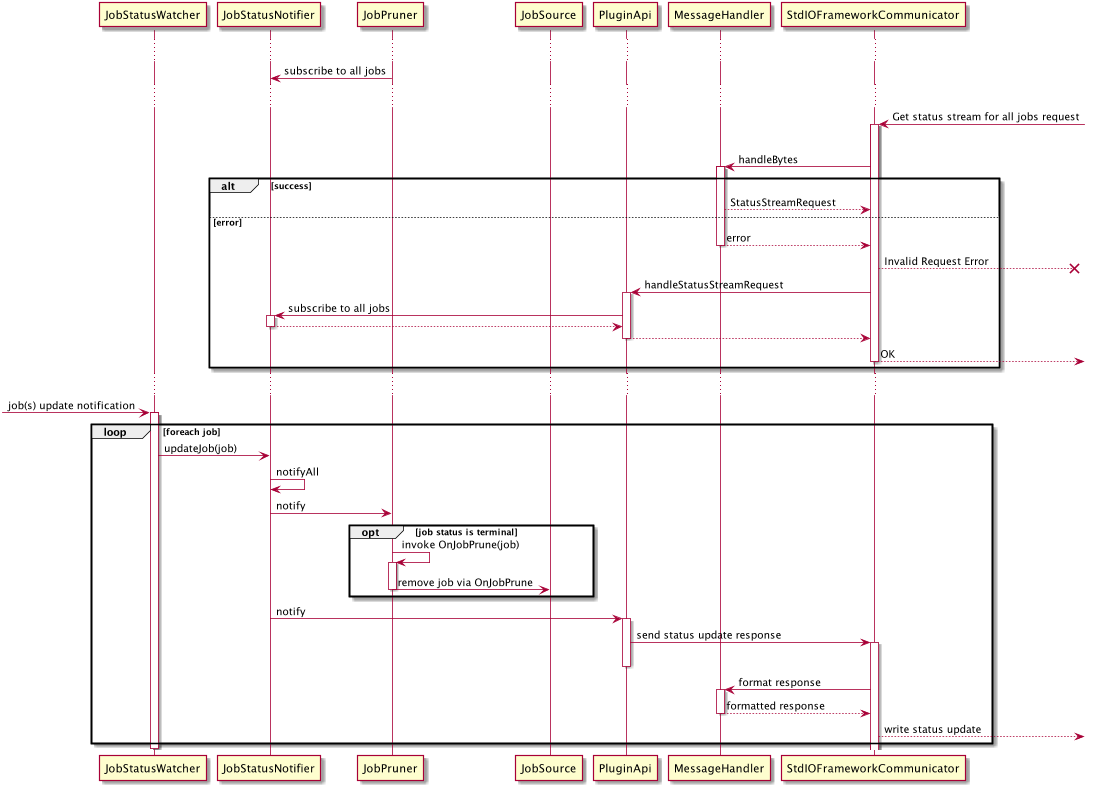 JobStatusWatcher JobStatusNotifier JobPruner JobSource PluginApi MessageHandler StdIOFrameworkCommunicator
subscribe to all jobs
Get status stream for all jobs request
handleBytes
alt [success]
StatusStreamRequest
[error]
error
Invalid Request Error
handleStatusStreamRequest
subscribe to all jobs
OK
job(s) update notification
loop [foreach job]
updateJob(job)
notifyAll
notify
opt [job status is terminal]
invoke OnJobPrune(job)
remove job via OnJobPrune
notify
send status update response
format response
formatted response
write status update
JobStatusWatcher JobStatusNotifier JobPruner JobSource PluginApi MessageHandler StdIOFrameworkCommunicator